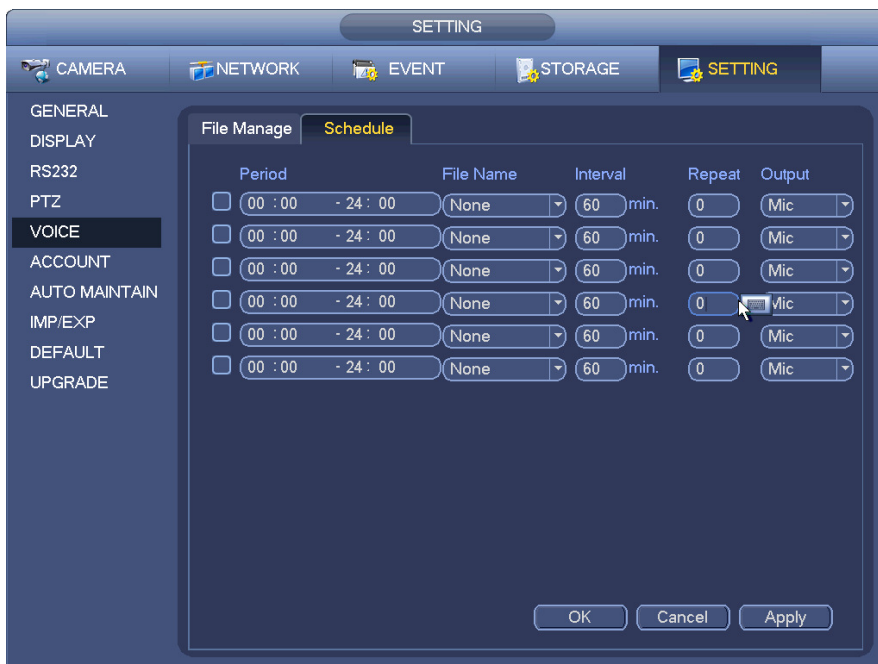 SETTING
CAMERA NETWORK EVENT STORAGE SETTING
GENERAL
DISPLAY
RS232
PTZ
VOICE
ACCOUNT
AUTO MAINTAIN
IMP/EXP
DEFAULT
UPGRADE
File Manage Schedule
Period File Name Interval Repeat Output
00 :00 - 24 : 00 None 60 min. 0 Mic
00 :00 - 24 : 00 None 60 min. 0 Mic
00 :00 - 24 : 00 None 60 min. 0 Mic
00 :00 - 24 : 00 None 60 min. 0 Mic
00 :00 - 24 : 00 None 60 min. 0 Mic
00 :00 - 24 : 00 None 60 min. 0 Mic
OK Cancel Apply